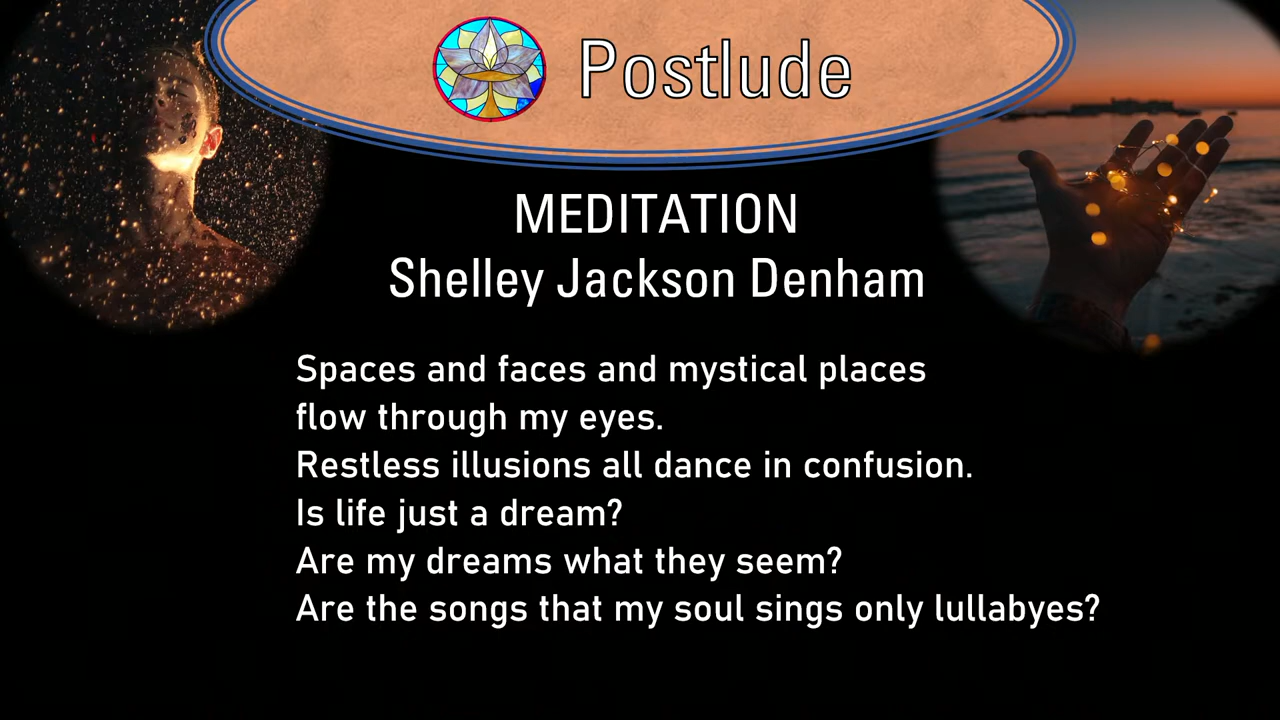 Postlude
MEDITATION
Shelley Jackson Denham
Spaces and faces and mystical places
flow through my eyes.
Restless illusions all dance in confusion.
Is life just a dream?
Are my dreams what they seem?
Are the songs that my soul sings only lullabyes?